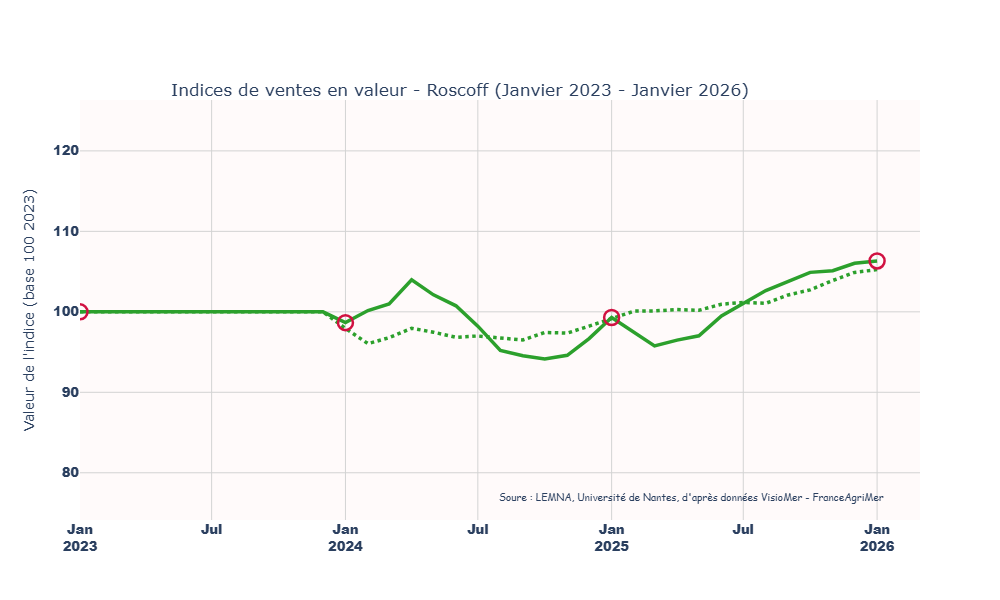 Indices de ventes en valeur - Roscoff (Janvier 2023 - Janvier 2026)
Valeur de l'indice (base 100 2023)
120
110
100
90
80
Soure : LEMNA, Université de Nantes, d'après données VisioMer - FranceAgriMer
Jan Jul Jan Jul Jan Jul Jan
2023 2024 2025 2026